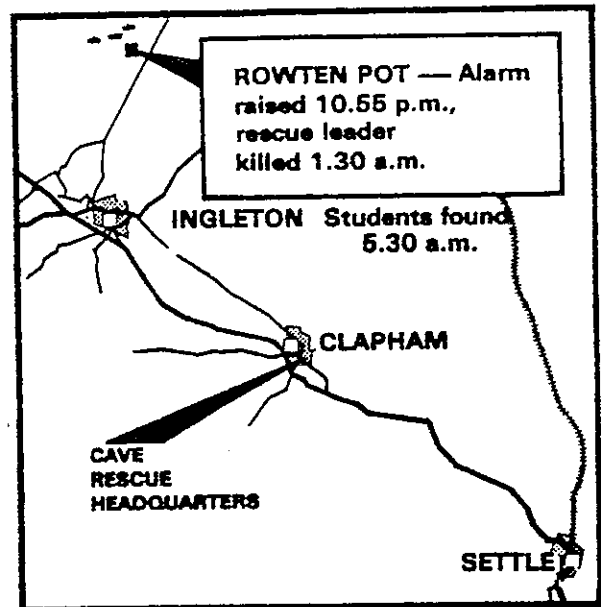 ROWTEN POT — Alarm
raised 10.55 p.m.,
rescue leader
killed 1.30 a.m.
INGLETON Students found
5.30 a.m.
CLAPHAM
CAVE
RESCUE
HEADQUARTERS
SETTLE